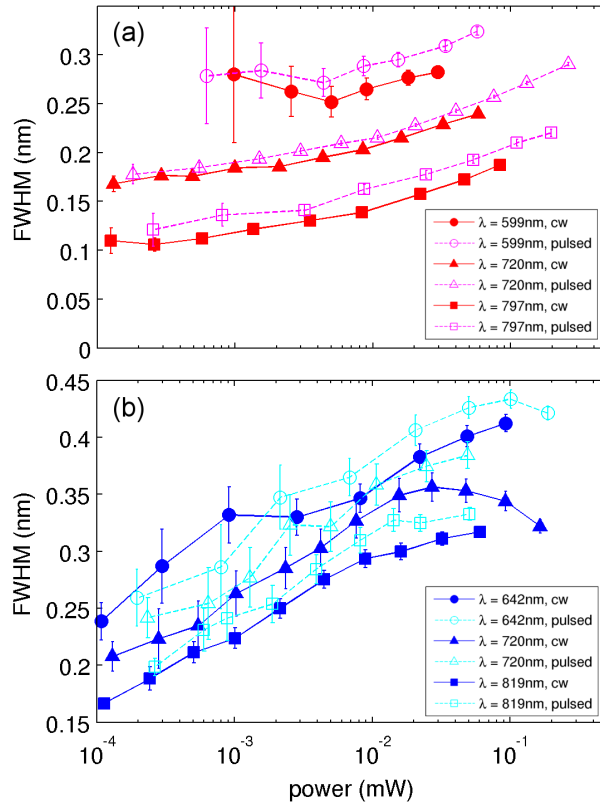 (a)
0.3
0.25
0.2
0.15
0.1
0.05
0
FWHM (nm)
λ = 599nm, cw
λ = 599nm, pulsed
λ = 720nm, cw
λ = 720nm, pulsed
λ = 797nm, cw
λ = 797nm, pulsed
(b)
0.45
0.4
0.35
0.3
0.25
0.2
0.15
FWHM (nm)
λ = 642nm, cw
λ = 642nm, pulsed
λ = 720nm, cw
λ = 720nm, pulsed
λ = 819nm, cw
λ = 819nm, pulsed
10⁻⁴ 10⁻³ 10⁻² 10⁻¹
power (mW)